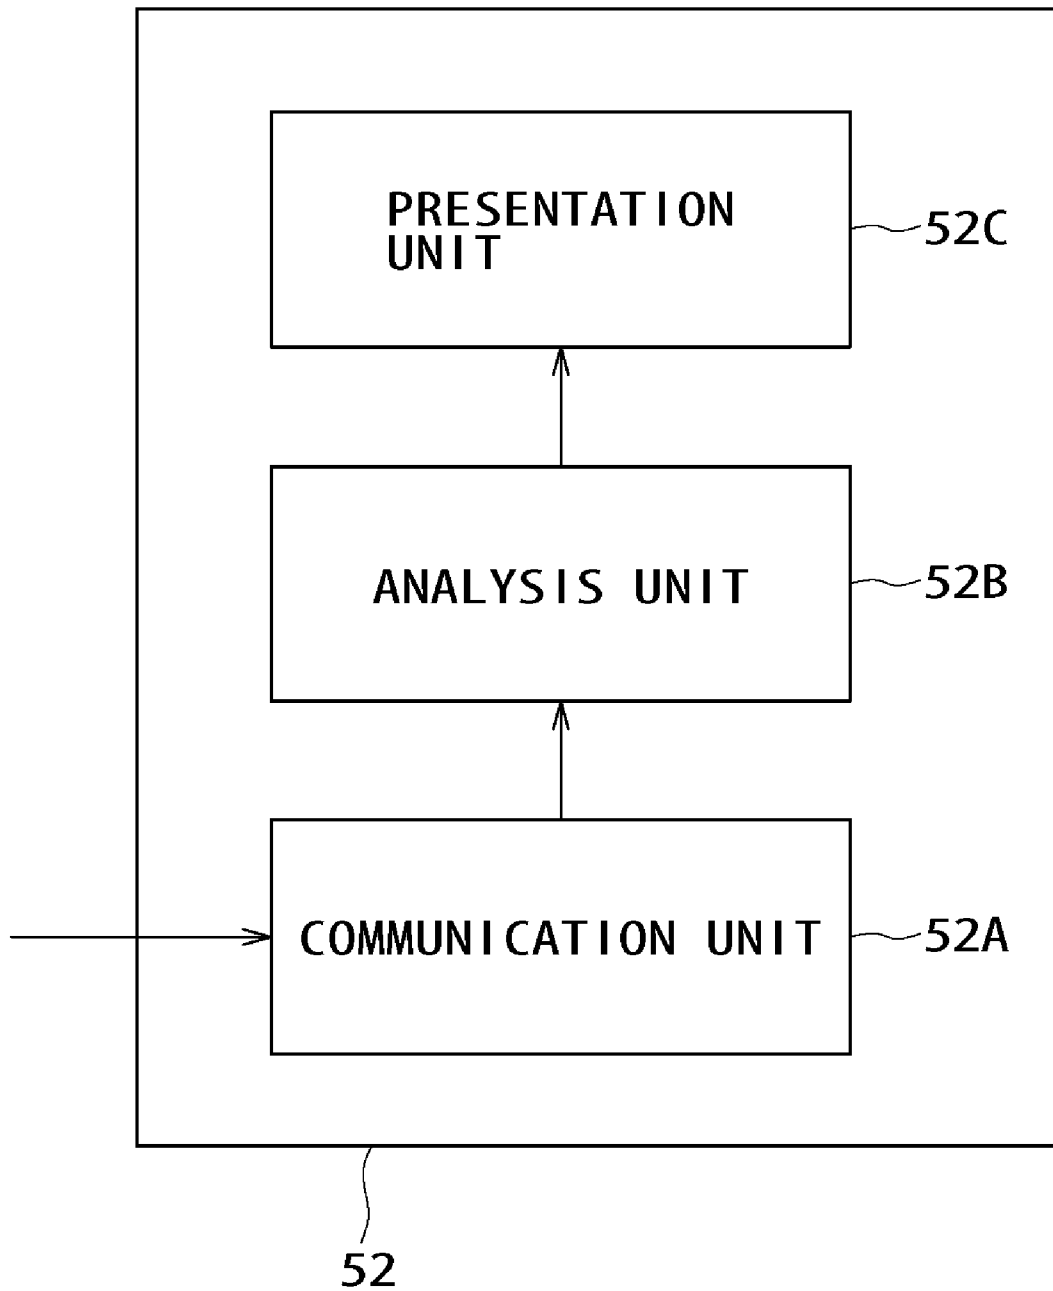 PRESENTATION
UNIT
52C
ANALYSIS UNIT
52B
COMMUNICATION UNIT
52A
52